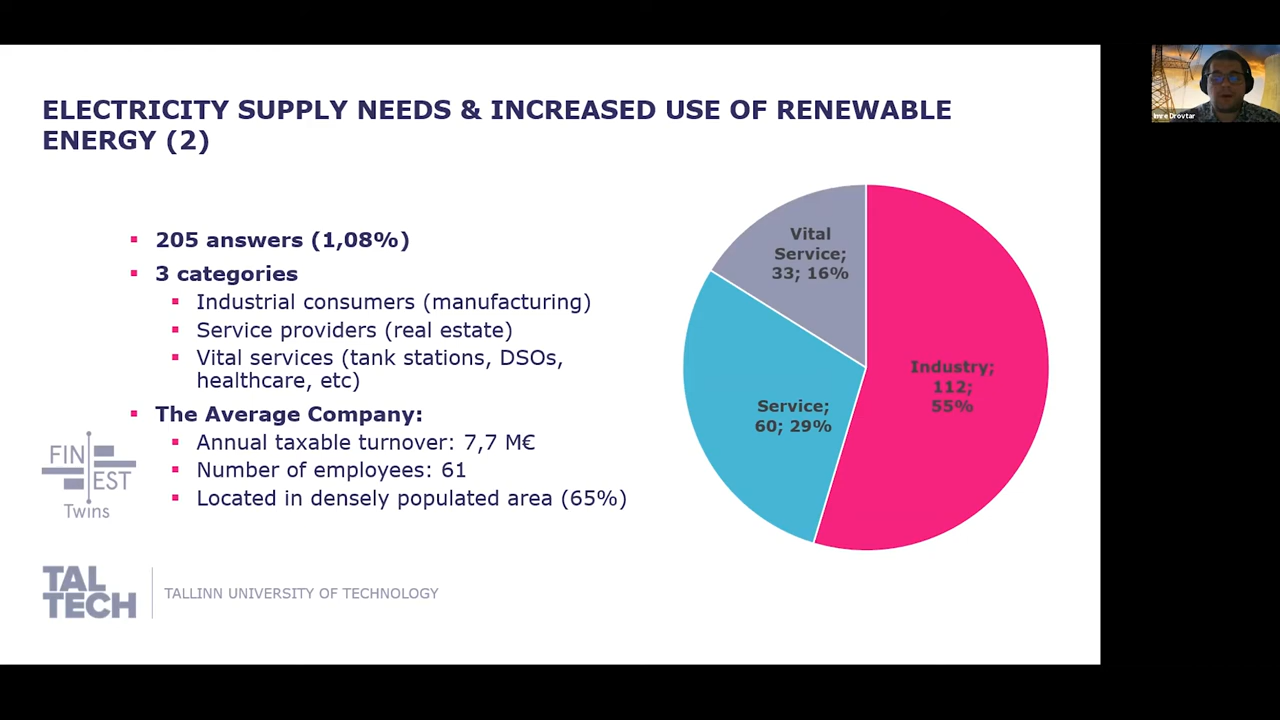 ELECTRICITY SUPPLY NEEDS & INCREASED USE OF RENEWABLE
ENERGY (2)
205 answers (1,08%)
3 categories
Industrial consumers (manufacturing)
Service providers (real estate)
Vital services (tank stations, DSOs,
healthcare, etc)
The Average Company:
Annual taxable turnover: 7,7 M€
Number of employees: 61
Located in densely populated area (65%)
Vital
Service;
33; 16%
Industry;
112;
55%
Service;
60; 29%
FIN
EST
Twins
TAL
TECH
TALLINN UNIVERSITY OF TECHNOLOGY
Imre Drovtar